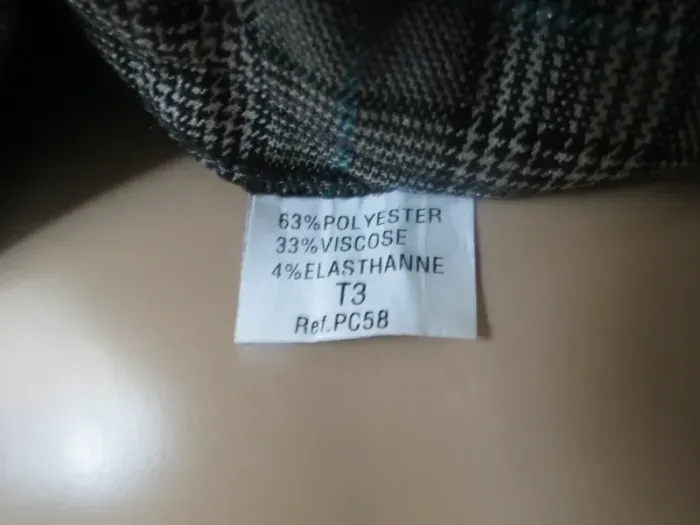 63%POLYESTER
33%VISCOSE
4%ELASTHANNE
T3
Ref.PC58